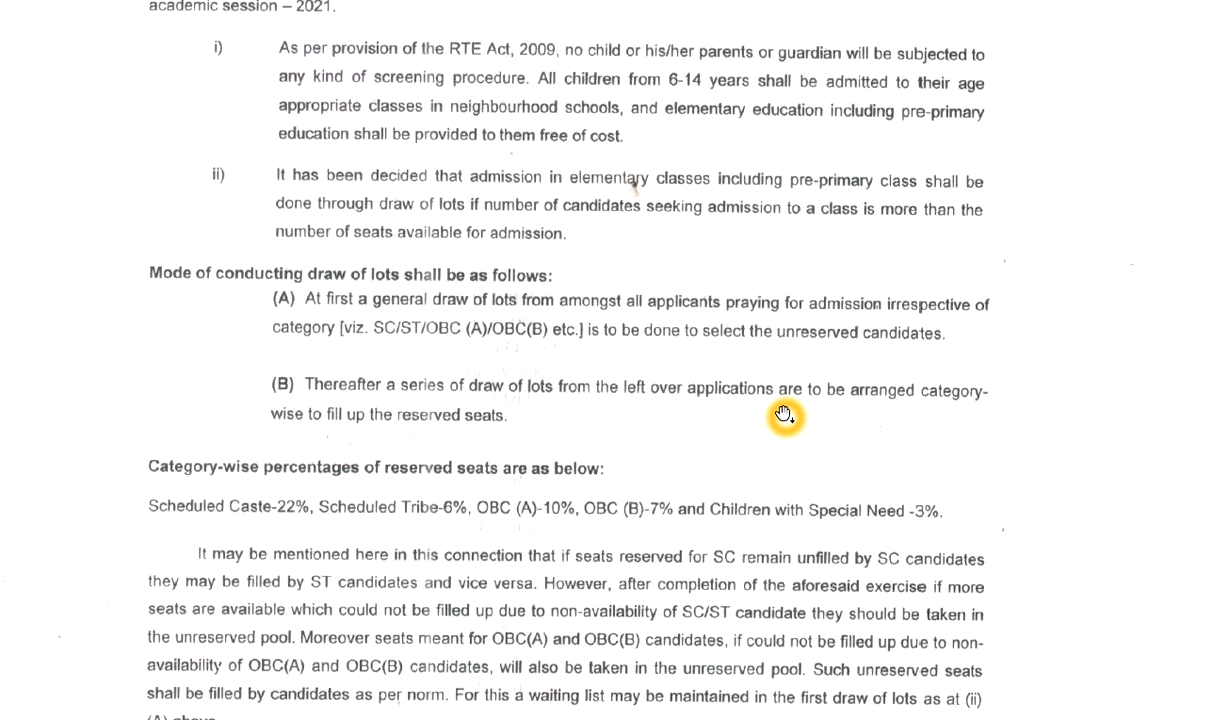 academic session – 2021.
i) As per provision of the RTE Act, 2009, no child or his/her parents or guardian will be subjected to
any kind of screening procedure. All children from 6-14 years shall be admitted to their age
appropriate classes in neighbourhood schools, and elementary education including pre-primary
education shall be provided to them free of cost.
ii) It has been decided that admission in elementary classes including pre-primary class shall be
done through draw of lots if number of candidates seeking admission to a class is more than the
number of seats available for admission.
Mode of conducting draw of lots shall be as follows:
(A) At first a general draw of lots from amongst all applicants praying for admission irrespective of
category [viz. SC/ST/OBC (A)/OBC(B) etc.] is to be done to select the unreserved candidates.
(B) Thereafter a series of draw of lots from the left over applications are to be arranged category-
wise to fill up the reserved seats.
Category-wise percentages of reserved seats are as below:
Scheduled Caste-22%, Scheduled Tribe-6%, OBC (A)-10%, OBC (B)-7% and Children with Special Need -3%.
It may be mentioned here in this connection that if seats reserved for SC remain unfilled by SC candidates
they may be filled by ST candidates and vice versa. However, after completion of the aforesaid exercise if more
seats are available which could not be filled up due to non-availability of SC/ST candidate they should be taken in
the unreserved pool. Moreover seats meant for OBC(A) and OBC(B) candidates, if could not be filled up due to non-
availability of OBC(A) and OBC(B) candidates, will also be taken in the unreserved pool. Such unreserved seats
shall be filled by candidates as per norm. For this a waiting list may be maintained in the first draw of lots as at (ii)
(A) above